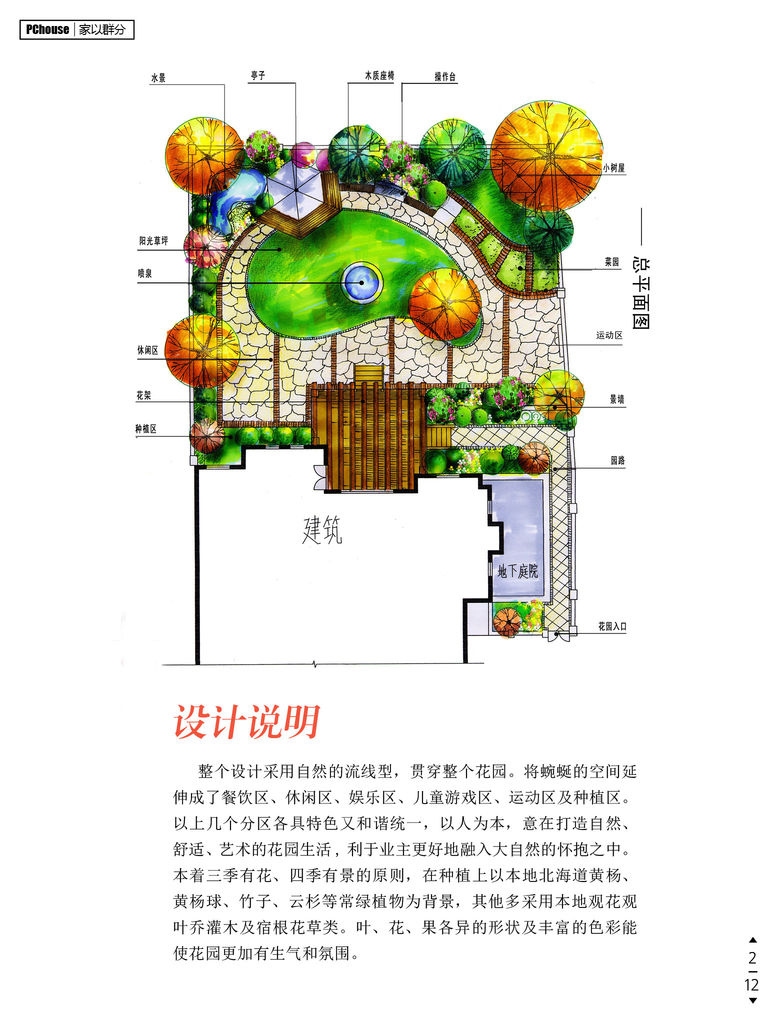 PChouse 家以群分
水景
亭子
木质座椅
操作台
小树屋
阳光草坪
菜园
喷泉
总平面图
运动区
休闲区
花架
景墙
种植区
园路
建筑
地下庭院
花园入口
设计说明
整个设计采用自然的流线型，贯穿整个花园。将蜿蜒的空间延
伸成了餐饮区、休闲区、娱乐区、儿童游戏区、运动区及种植区。
以上几个分区各具特色又和谐统一，以人为本，意在打造自然、
舒适、艺术的花园生活，利于业主更好地融入大自然的怀抱之中。
本着三季有花、四季有景的原则，在种植上以本地北海道黄杨、
黄杨球、竹子、云杉等常绿植物为背景，其他多采用本地观花观
叶乔灌木及宿根花草类。叶、花、果各异的形状及丰富的色彩能
使花园更加有生气和氛围。
2
12